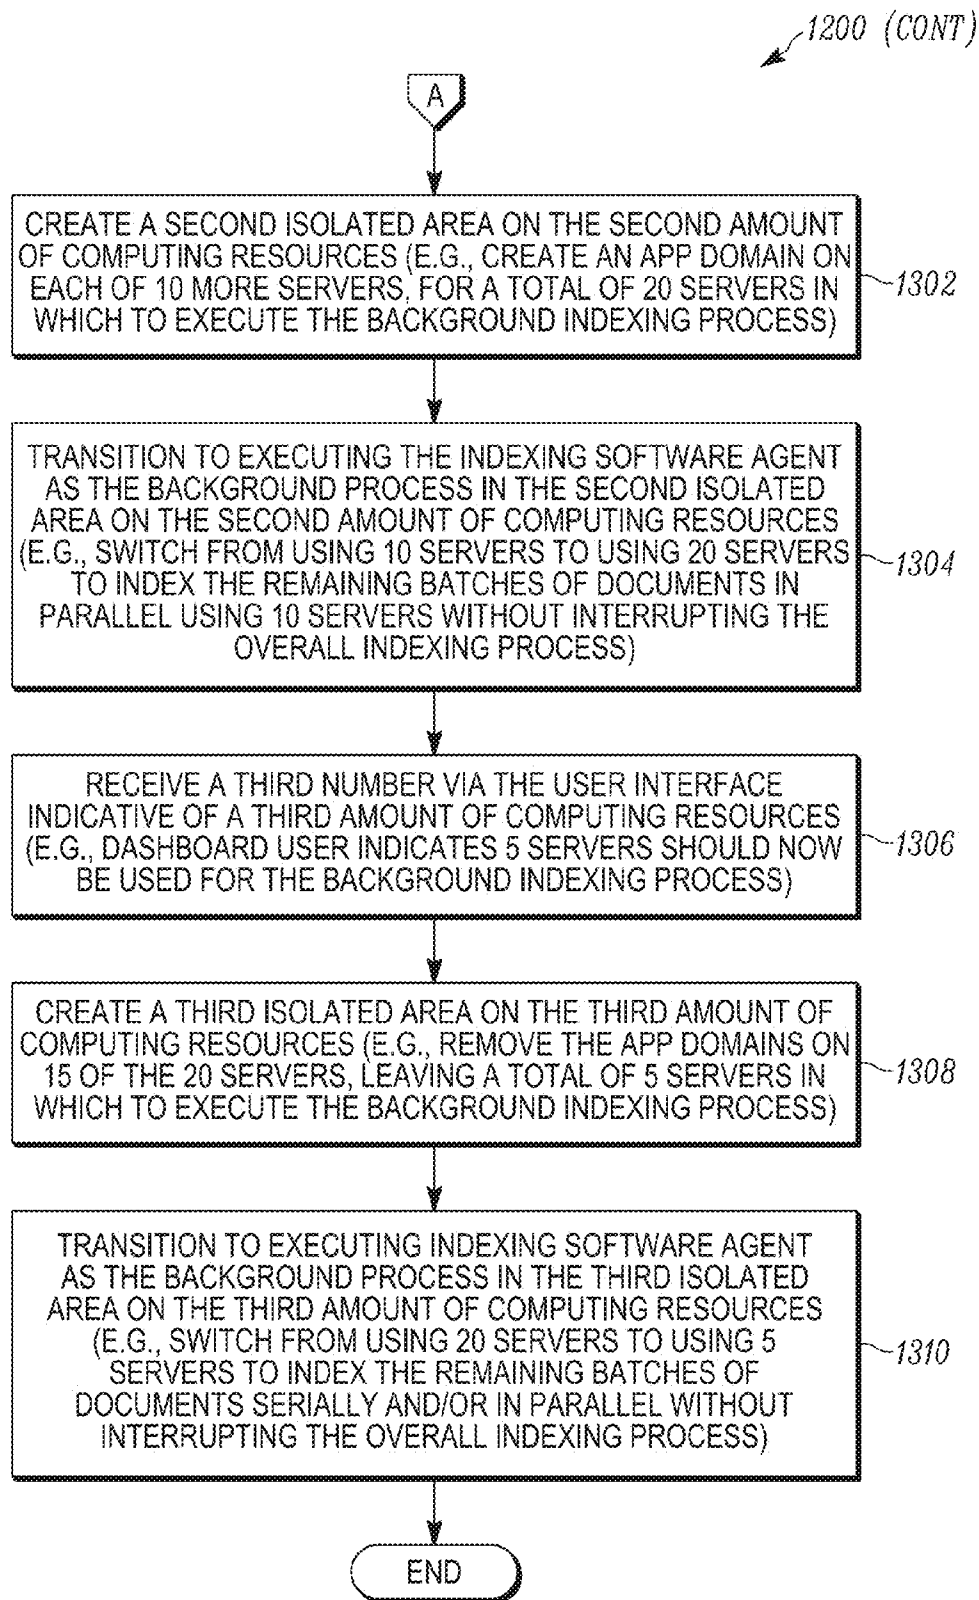 1200 (CONT)
A
CREATE A SECOND ISOLATED AREA ON THE SECOND AMOUNT
OF COMPUTING RESOURCES (E.G., CREATE AN APP DOMAIN ON
EACH OF 10 MORE SERVERS, FOR A TOTAL OF 20 SERVERS IN
WHICH TO EXECUTE THE BACKGROUND INDEXING PROCESS)
1302
TRANSITION TO EXECUTING THE INDEXING SOFTWARE AGENT
AS THE BACKGROUND PROCESS IN THE SECOND ISOLATED
AREA ON THE SECOND AMOUNT OF COMPUTING RESOURCES
(E.G., SWITCH FROM USING 10 SERVERS TO USING 20 SERVERS
TO INDEX THE REMAINING BATCHES OF DOCUMENTS IN
PARALLEL USING 10 SERVERS WITHOUT INTERRUPTING THE
OVERALL INDEXING PROCESS)
1304
RECEIVE A THIRD NUMBER VIA THE USER INTERFACE
INDICATIVE OF A THIRD AMOUNT OF COMPUTING RESOURCES
(E.G., DASHBOARD USER INDICATES 5 SERVERS SHOULD NOW
BE USED FOR THE BACKGROUND INDEXING PROCESS)
1306
CREATE A THIRD ISOLATED AREA ON THE THIRD AMOUNT OF
COMPUTING RESOURCES (E.G., REMOVE THE APP DOMAINS ON
15 OF THE 20 SERVERS, LEAVING A TOTAL OF 5 SERVERS IN
WHICH TO EXECUTE THE BACKGROUND INDEXING PROCESS)
1308
TRANSITION TO EXECUTING INDEXING SOFTWARE AGENT
AS THE BACKGROUND PROCESS IN THE THIRD ISOLATED
AREA ON THE THIRD AMOUNT OF COMPUTING RESOURCES
(E.G., SWITCH FROM USING 20 SERVERS TO USING 5
SERVERS TO INDEX THE REMAINING BATCHES OF
DOCUMENTS SERIALLY AND/OR IN PARALLEL WITHOUT
INTERRUPTING THE OVERALL INDEXING PROCESS)
1310
END